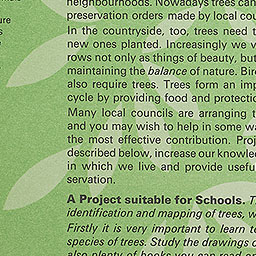 neighbourhoods. Nowadays trees can
preservation orders made by local cou
In the countryside, too, trees need t
new ones planted. Increasingly we v
rows not only as things of beauty, but
maintaining the balance of nature. Bir
also require trees. Trees form an imp
cycle by providing food and protectio
Many local councils are arranging t
and you may wish to help in some wa
the most effective contribution. Proj
described below, increase our knowle
in which we live and provide usefu
servation.
A Project suitable for Schools. T
identification and mapping of trees, w
Firstly it is very important to learn te
species of trees. Study the drawings o
also plenty of books you can read or